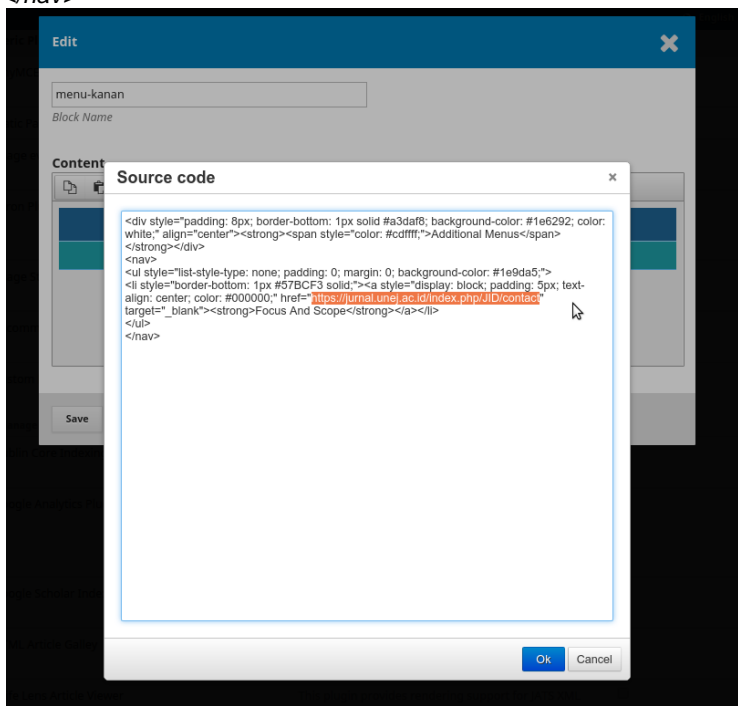 </nav>
Edit
menu-kanan
Block Name
Content
Source code
×
<div style="padding: 8px; border-bottom: 1px solid #a3daf8; background-color: #1e6292; color:
white;" align="center"><strong><span style="color: #cdffff;">Additional Menus</span>
</strong></div>
<nav>
<ul style="list-style-type: none; padding: 0; margin: 0; background-color: #1e9da5;">
<li style="border-bottom: 1px #57BCF3 solid;"><a style="display: block; padding: 5px; text-
align: center; color: #000000;" href="https://jurnal.unej.ac.id/index.php/JID/contact"
target="_blank"><strong>Focus And Scope</strong></a></li>
</ul>
</nav>
Save
Ok
Cancel